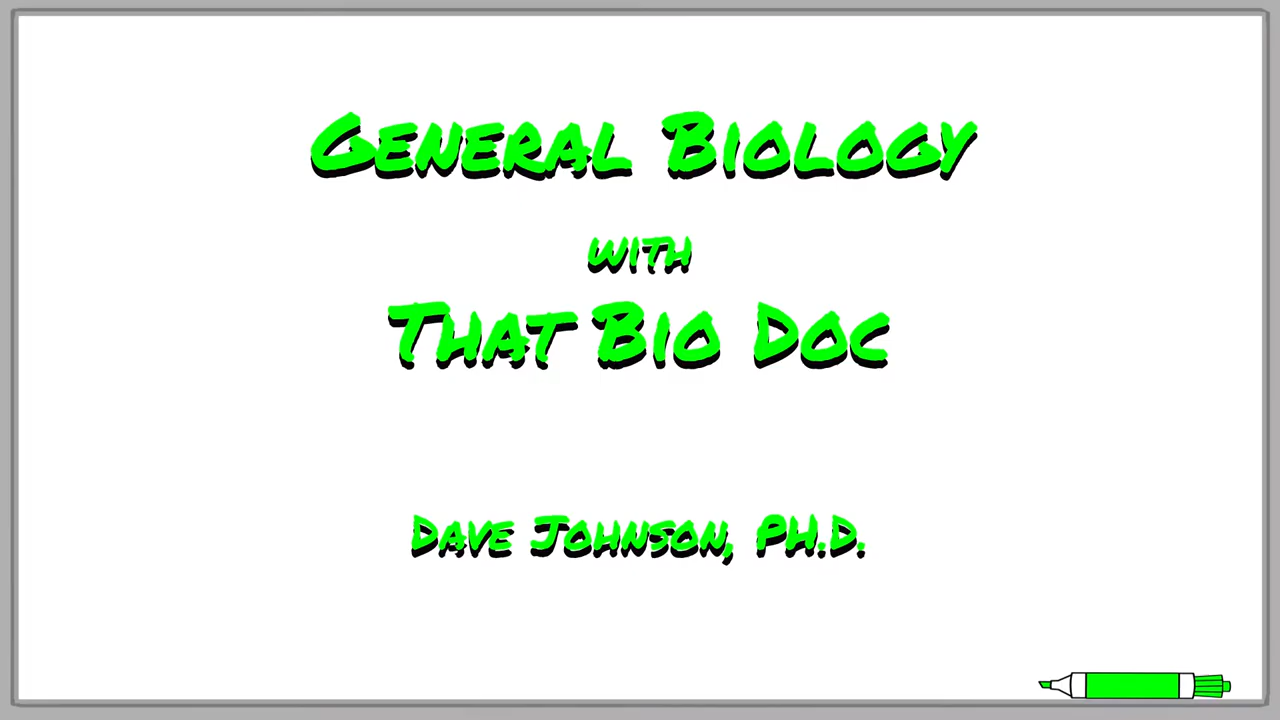 General Biology
with
That Bio Doc
Dave Johnson, PH.D.